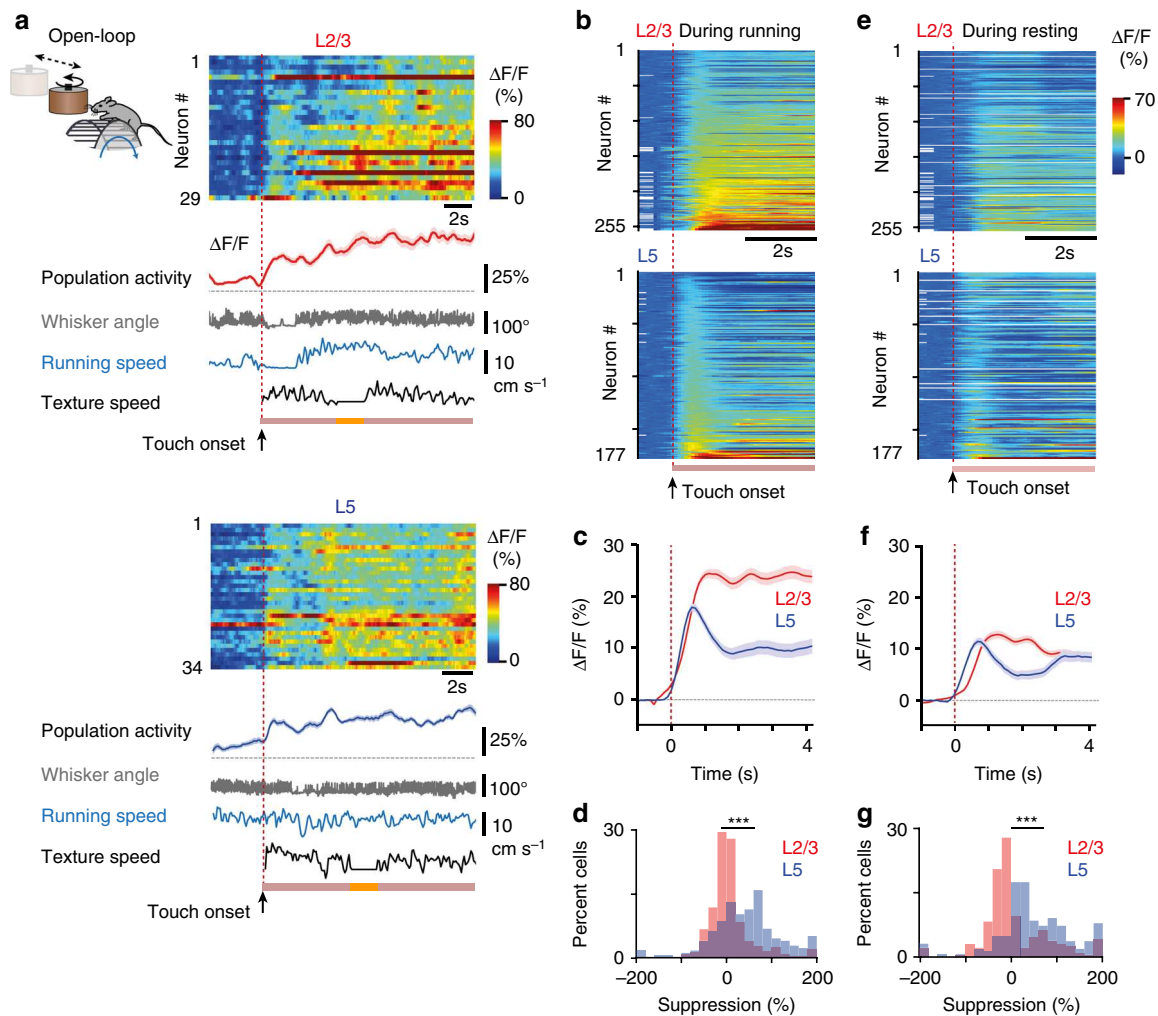 a
Open-loop
L2/3
1
Neuron #
29
ΔF/F
(%)
80
0
2s
ΔF/F
Population activity
25%
Whisker angle
100°
Running speed
10
cm s⁻¹
Texture speed
Touch onset
L5
1
34
ΔF/F
(%)
80
0
2s
Population activity
25%
Whisker angle
100°
Running speed
10
cm s⁻¹
Texture speed
Touch onset
b
L2/3 During running
1
Neuron #
255
2s
L5
1
Neuron #
177
Touch onset
c
30
20
10
0
ΔF/F (%)
L2/3
L5
0
4
Time (s)
d
***
30
0
Percent cells
L2/3
L5
–200
0
200
Suppression (%)
e
L2/3 During resting
1
Neuron #
255
2s
ΔF/F
(%)
70
0
L5
1
Neuron #
177
Touch onset
f
30
20
10
0
ΔF/F (%)
L2/3
L5
0
4
Time (s)
g
***
30
0
Percent cells
L2/3
L5
–200
0
200
Suppression (%)